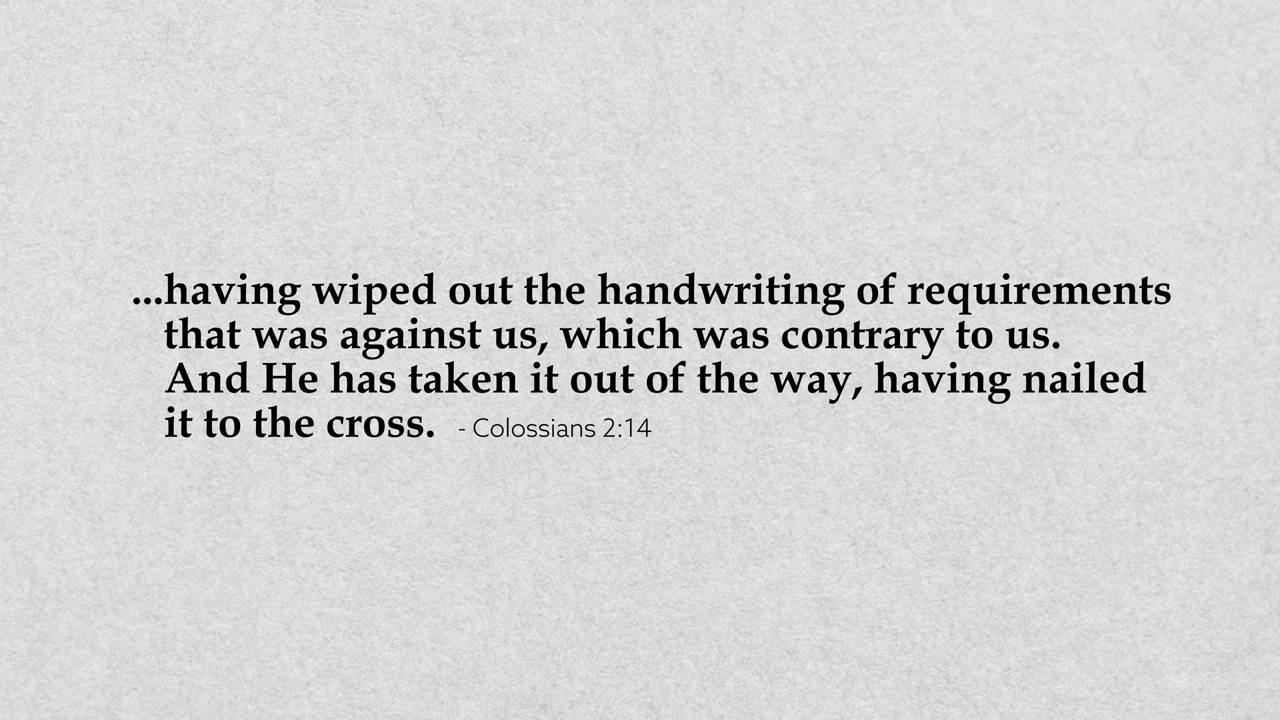 ...having wiped out the handwriting of requirements
that was against us, which was contrary to us.
And He has taken it out of the way, having nailed
it to the cross. - Colossians 2:14